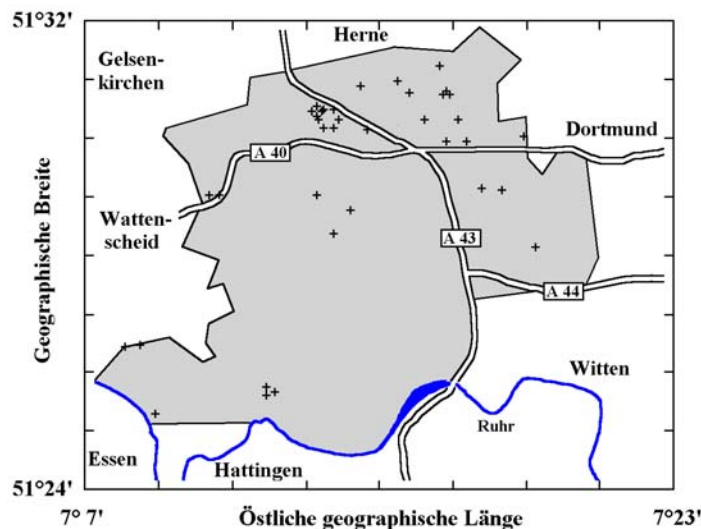 51°32'
Herne
Gelsen-
kirchen
Dortmund
A 40
Watten-
scheid
A 43
A 44
Geographische Breite
Witten
Ruhr
Essen
Hattingen
51°24'
7° 7'
Östliche geographische Länge
7°23'